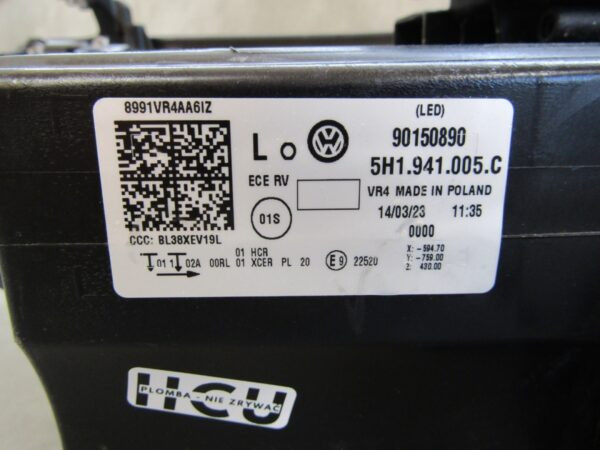 8991VR4AA6IZ
(LED)
L o
90150890
5H1.941.005.C
ECE RV
VR4 MADE IN POLAND
01S
14/03/23 11:35
0000
CCC: BL38XEV19L
X: -594.70
Y: -759.00
Z: 430.00
01 HCR
01 1 02A 00RL 01 XCER PL 20 E9 22520
HCU
PLOMBA - NIE ZRYWAĆ